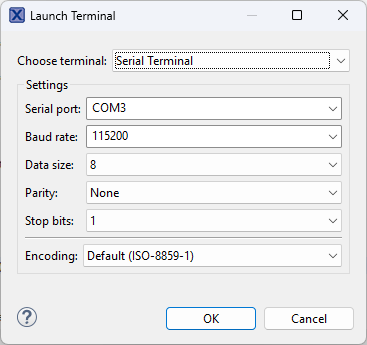 Launch Terminal
Choose terminal: Serial Terminal
Settings
Serial port: COM3
Baud rate: 115200
Data size: 8
Parity: None
Stop bits: 1
Encoding: Default (ISO-8859-1)
OK Cancel